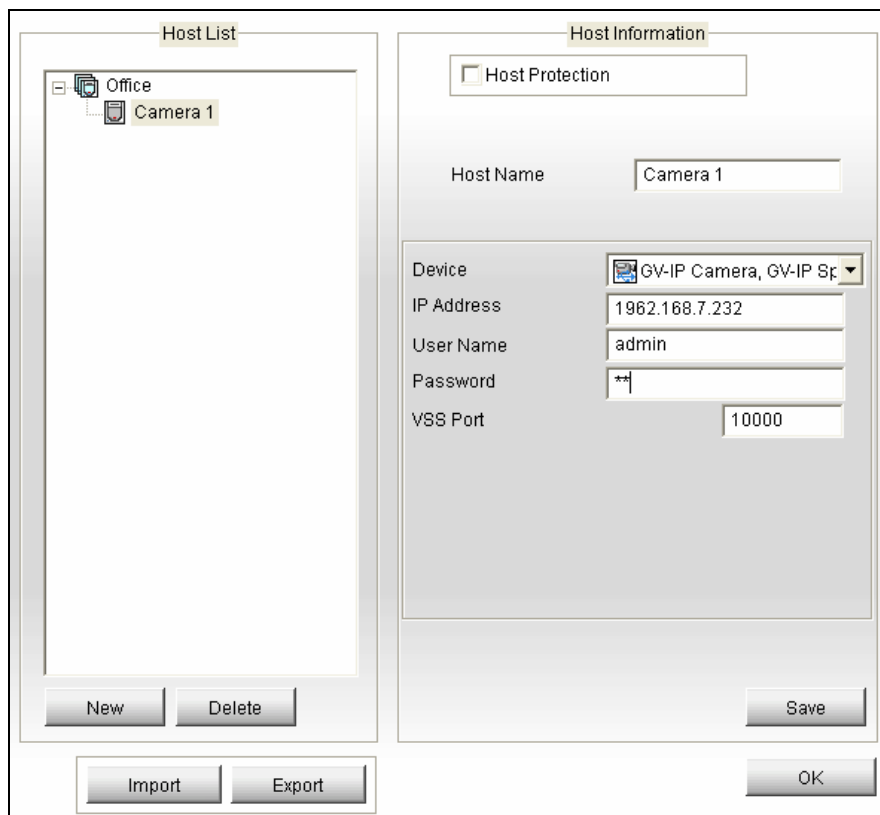 Host List
Office
Camera 1
New
Delete
Import
Export
Host Information
Host Protection
Host Name
Camera 1
Device
GV-IP Camera, GV-IP Sp
IP Address
1962.168.7.232
User Name
admin
Password
**
VSS Port
10000
Save
OK